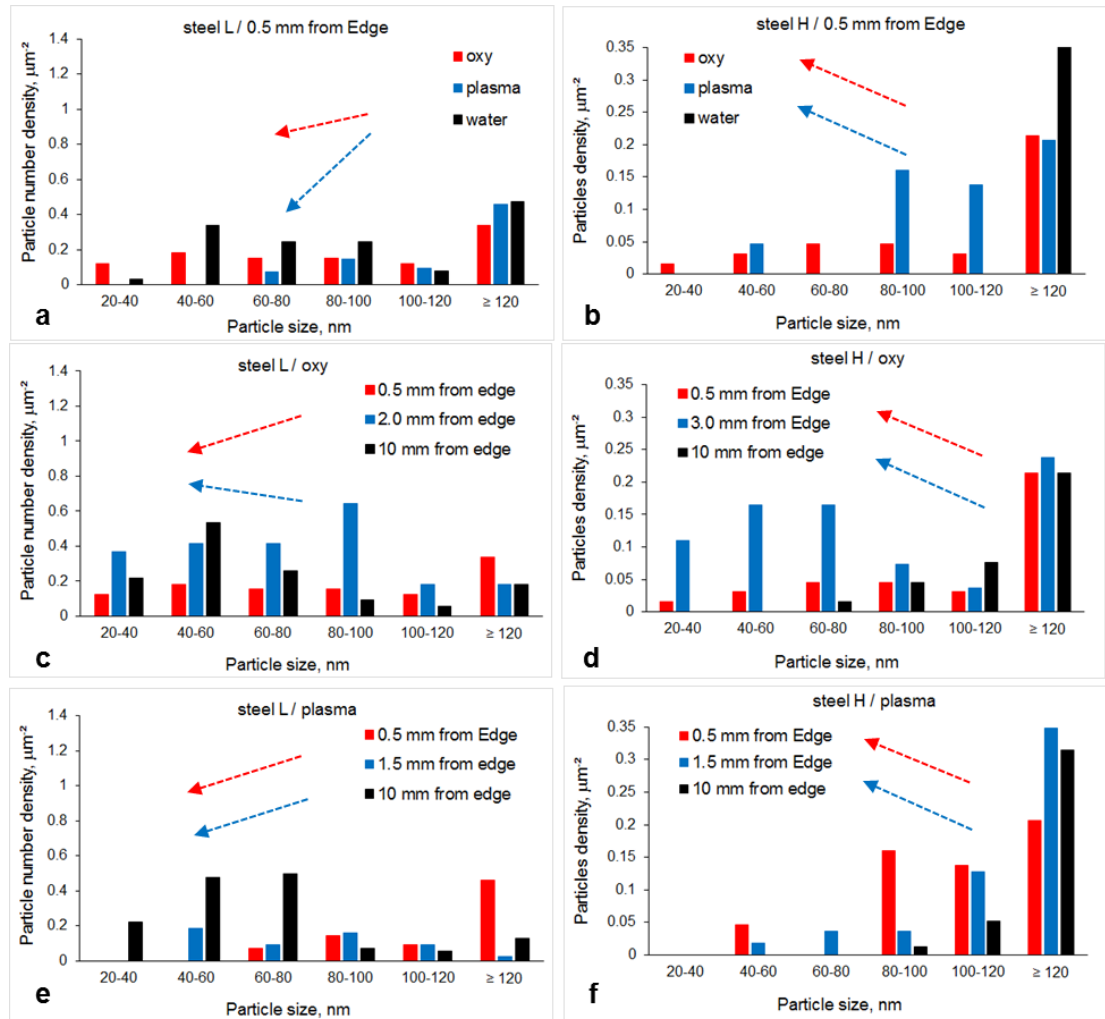 steel L / 0.5 mm from Edge
Particle number density, µm⁻²
1.4
1.2
1
0.8
0.6
0.4
0.2
0
oxy
plasma
water
20-40 40-60 60-80 80-100 100-120 ≥ 120
Particle size, nm
a
steel H / 0.5 mm from Edge
Particles density, µm⁻²
0.35
0.3
0.25
0.2
0.15
0.1
0.05
0
oxy
plasma
water
20-40 40-60 60-80 80-100 100-120 ≥ 120
Particle size, nm
b
steel L / oxy
Particle number density, µm⁻²
1.4
1.2
1
0.8
0.6
0.4
0.2
0
0.5 mm from edge
2.0 mm from edge
10 mm from edge
20-40 40-60 60-80 80-100 100-120 ≥ 120
Particle size, nm
c
steel H / oxy
Particles density, µm⁻²
0.35
0.3
0.25
0.2
0.15
0.1
0.05
0
0.5 mm from Edge
3.0 mm from Edge
10 mm from edge
20-40 40-60 60-80 80-100 100-120 ≥ 120
Particle size, nm
d
steel L / plasma
Particle number density, µm⁻²
1.4
1.2
1
0.8
0.6
0.4
0.2
0
0.5 mm from Edge
1.5 mm from edge
10 mm from edge
20-40 40-60 60-80 80-100 100-120 ≥ 120
Particle size, nm
e
steel H / plasma
Particles density, µm⁻²
0.35
0.3
0.25
0.2
0.15
0.1
0.05
0
0.5 mm from Edge
1.5 mm from Edge
10 mm from edge
20-40 40-60 60-80 80-100 100-120 ≥ 120
Particle size, nm
f